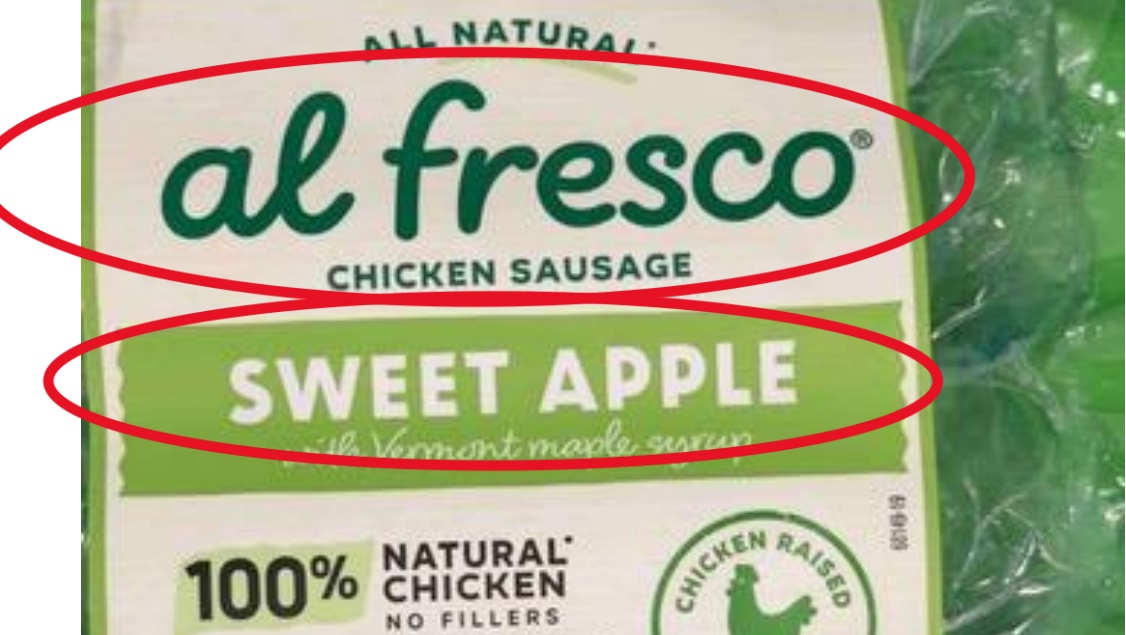 ALL NATURAL*
al fresco®
CHICKEN SAUSAGE
SWEET APPLE
with Vermont maple syrup
100% NATURAL*
CHICKEN
NO FILLERS
CHICKEN RAISED